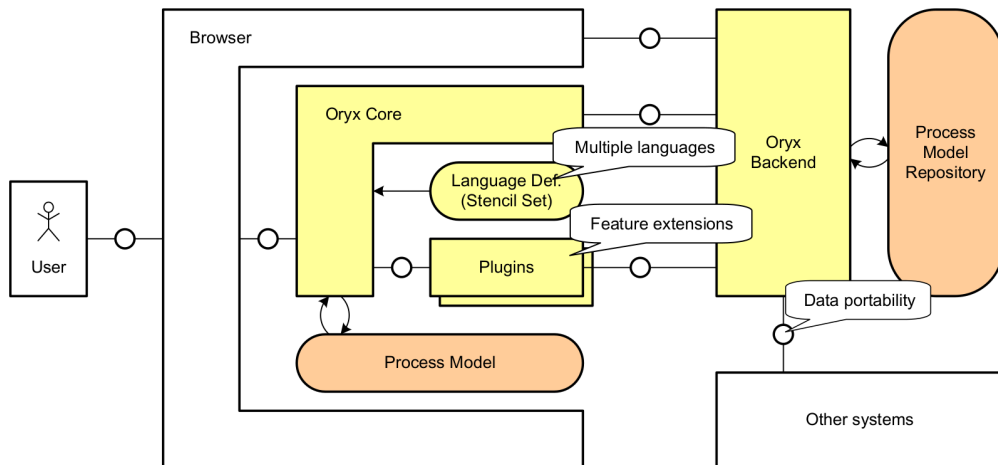 Browser
Oryx Core
Multiple languages
Oryx
Backend
Process
Model
Repository
Language Def.
(Stencil Set)
Feature extensions
User
Plugins
Data portability
Process Model
Other systems